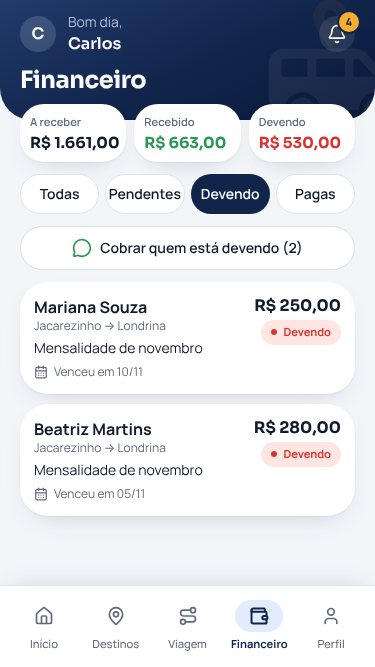 C
Bom dia,
Carlos
4
Financeiro
A receber
R$ 1.661,00
Recebido
R$ 663,00
Devendo
R$ 530,00
Todas
Pendentes
Devendo
Pagas
Cobrar quem está devendo (2)
Mariana Souza
R$ 250,00
Jacarezinho → Londrina
Devendo
Mensalidade de novembro
Venceu em 10/11
Beatriz Martins
R$ 280,00
Jacarezinho → Londrina
Devendo
Mensalidade de novembro
Venceu em 05/11
Início
Destinos
Viagem
Financeiro
Perfil